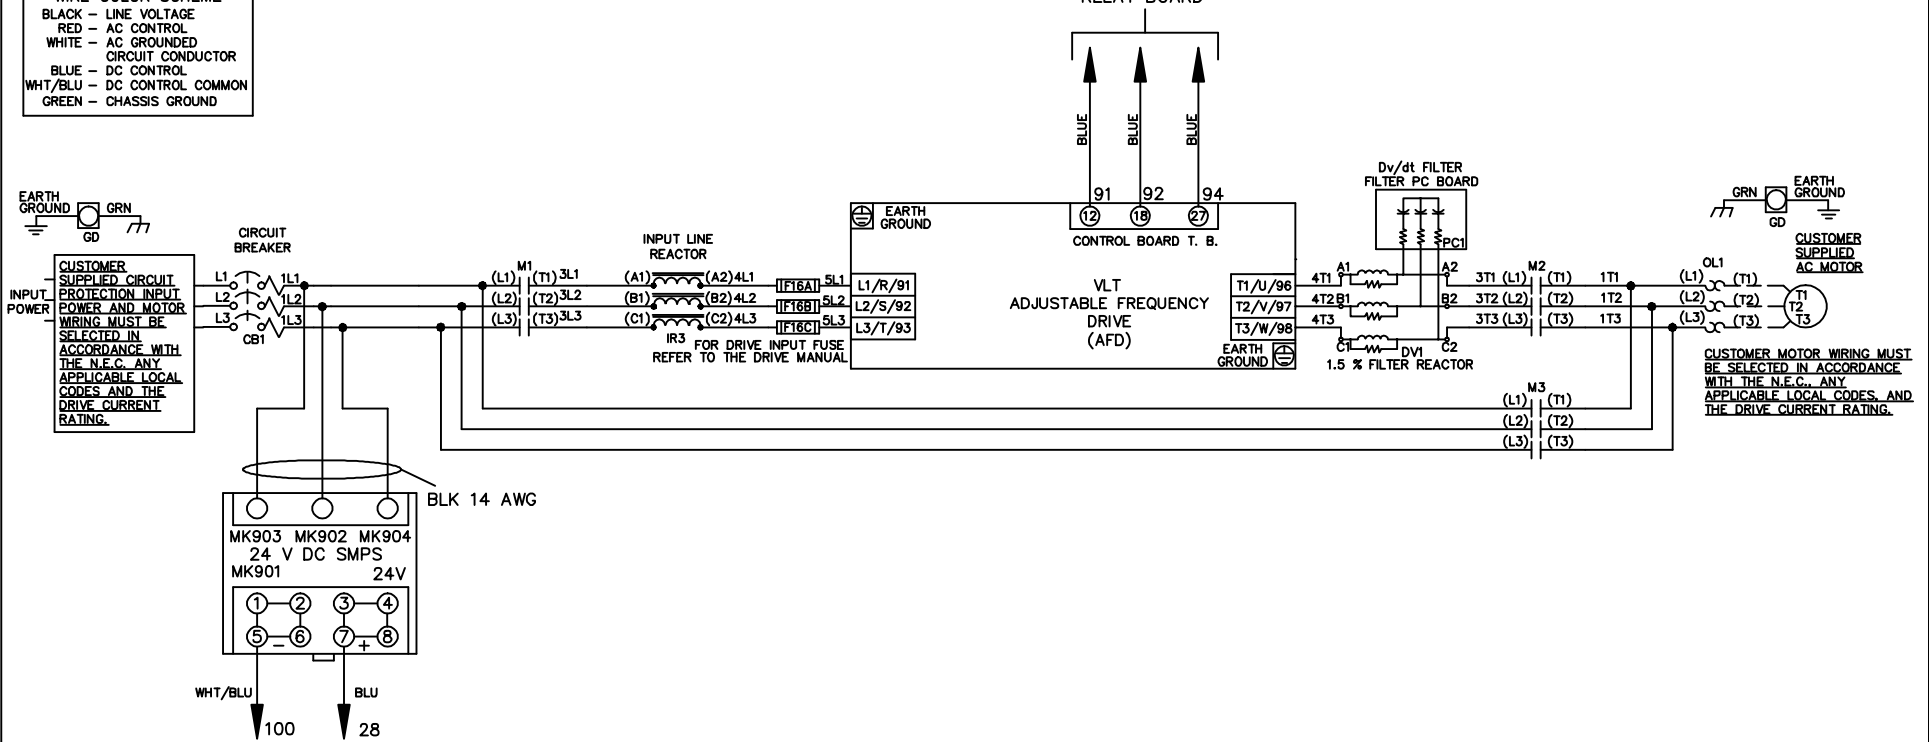 WIRE COLOR SCHEME
BLACK – LINE VOLTAGE
RED – AC CONTROL
WHITE – AC GROUNDED
CIRCUIT CONDUCTOR
BLUE – DC CONTROL
WHT/BLU – DC CONTROL COMMON
GREEN – CHASSIS GROUND
RELAY BOARD
BLUE
BLUE
BLUE
91
92
94
12
18
27
CONTROL BOARD T. B.
EARTH
GROUND
GRN
GD
CIRCUIT
BREAKER
INPUT
POWER
CUSTOMER
SUPPLIED CIRCUIT
PROTECTION INPUT
POWER AND MOTOR
WIRING MUST BE
SELECTED IN
ACCORDANCE WITH
THE N.E.C. ANY
APPLICABLE LOCAL
CODES AND THE
DRIVE CURRENT
RATING.
L1
L2
L3
1L1
1L2
1L3
CB1
M1
(L1) (T1) 3L1
(L2) (T2) 3L2
(L3) (T3) 3L3
INPUT LINE
REACTOR
(A1) (A2) 4L1
(B1) (B2) 4L2
(C1) (C2) 4L3
IR3
IF16A
IF16B
IF16C
5L1
5L2
5L3
FOR DRIVE INPUT FUSE
REFER TO THE DRIVE MANUAL
EARTH
GROUND
L1/R/91
L2/S/92
L3/T/93
VLT
ADJUSTABLE FREQUENCY
DRIVE
(AFD)
T1/U/96
T2/V/97
T3/W/98
EARTH
GROUND
Dv/dt FILTER
FILTER PC BOARD
PC1
4T1
4T2
4T3
A1
A2
B1
B2
C1
C2
DV1
1.5 % FILTER REACTOR
M2
3T1 (L1) (T1) 1T1
3T2 (L2) (T2) 1T2
3T3 (L3) (T3) 1T3
M3
(L1) (T1)
(L2) (T2)
(L3) (T3)
OL1
(L1) (T1)
(L2) (T2)
(L3) (T3)
T1
T2
T3
GRN
GD
EARTH
GROUND
CUSTOMER
SUPPLIED
AC MOTOR
CUSTOMER MOTOR WIRING MUST
BE SELECTED IN ACCORDANCE
WITH THE N.E.C., ANY
APPLICABLE LOCAL CODES, AND
THE DRIVE CURRENT RATING.
BLK 14 AWG
MK903 MK902 MK904
24 V DC SMPS
MK901
24V
1 2 3 4
5 6 7 8
– +
WHT/BLU
BLU
100
28